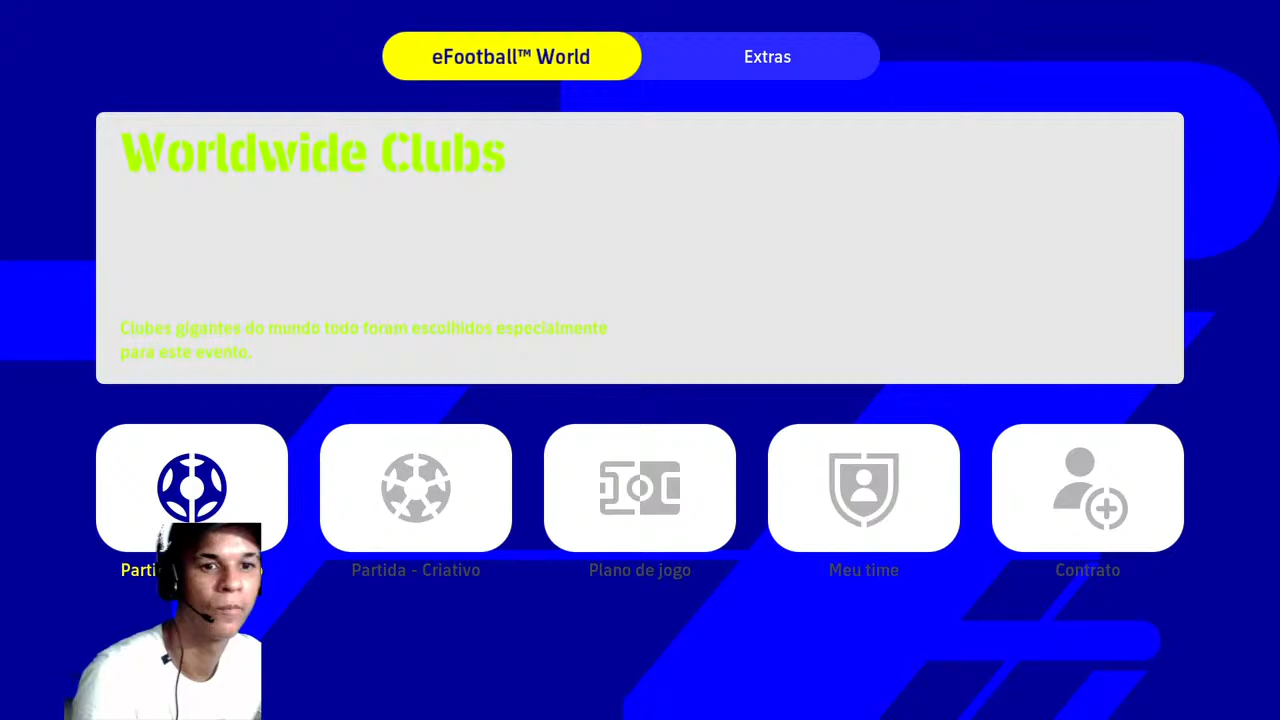 eFootball™ World
Extras
Worldwide Clubs
Clubes gigantes do mundo todo foram escolhidos especialmente
para este evento.
Partida - Criativo
Plano de jogo
Meu time
Contrato